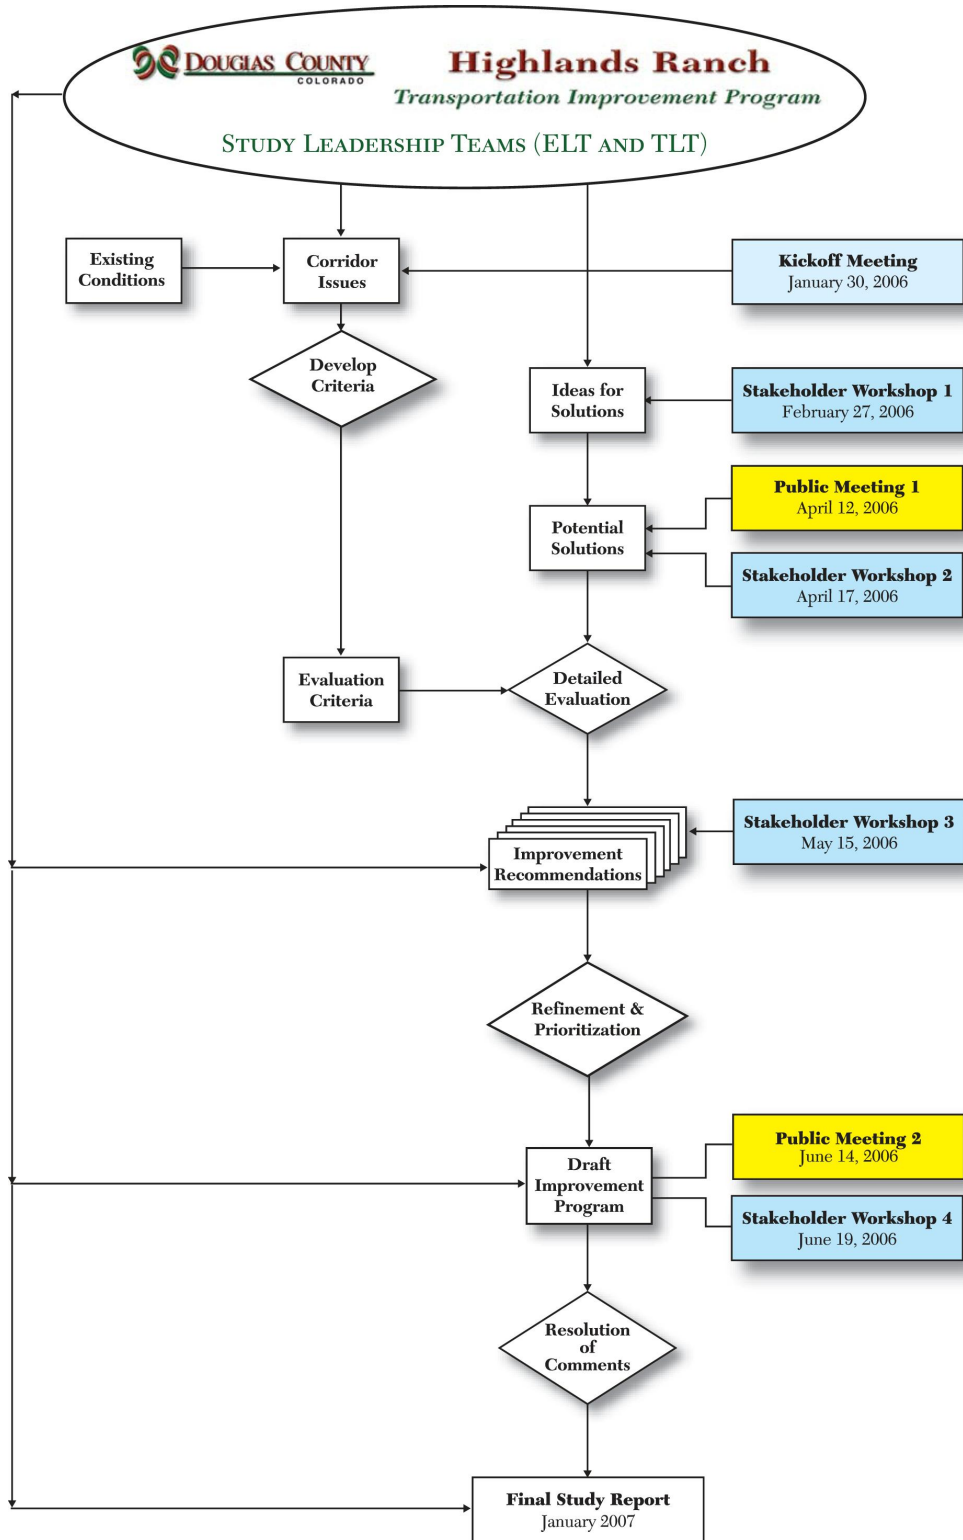 DOUGLAS COUNTY
COLORADO
Highlands Ranch
Transportation Improvement Program
STUDY LEADERSHIP TEAMS (ELT AND TLT)
Existing
Conditions
Corridor
Issues
Kickoff Meeting
January 30, 2006
Develop
Criteria
Ideas for
Solutions
Stakeholder Workshop 1
February 27, 2006
Public Meeting 1
April 12, 2006
Potential
Solutions
Stakeholder Workshop 2
April 17, 2006
Evaluation
Criteria
Detailed
Evaluation
Stakeholder Workshop 3
May 15, 2006
Improvement
Recommendations
Refinement &
Prioritization
Public Meeting 2
June 14, 2006
Draft
Improvement
Program
Stakeholder Workshop 4
June 19, 2006
Resolution
of
Comments
Final Study Report
January 2007